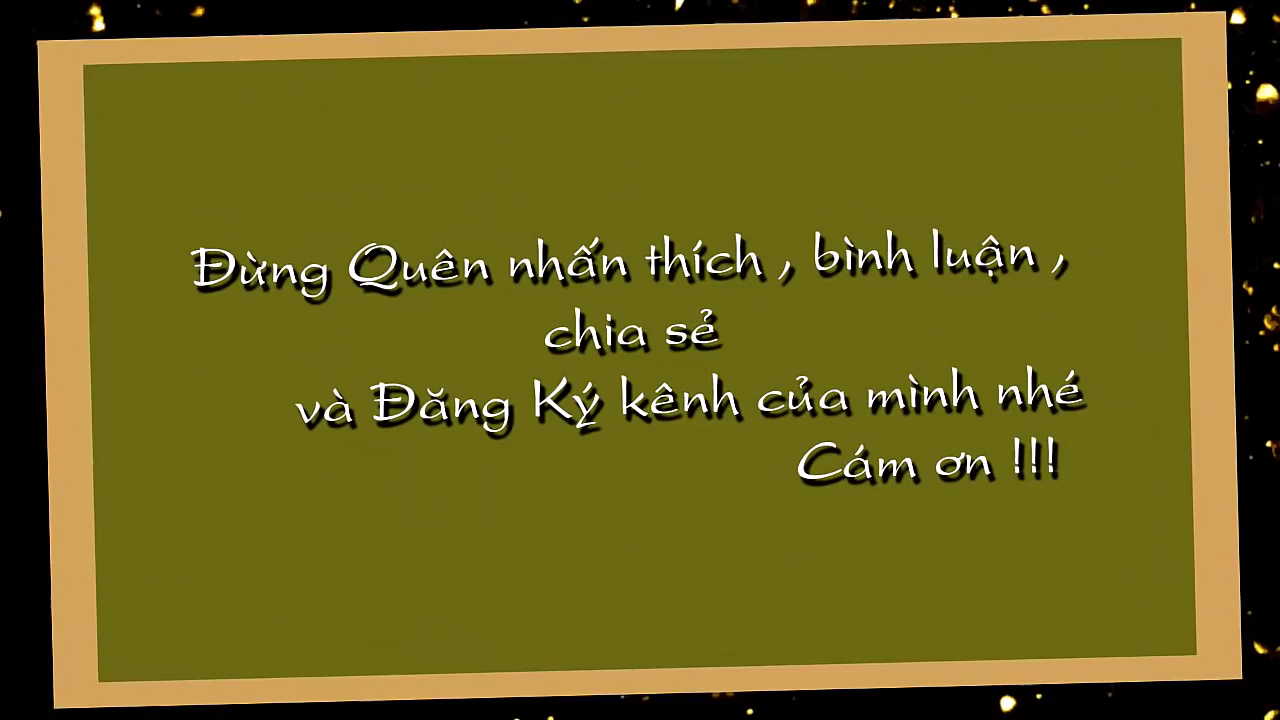 Đừng Quên nhấn thích , bình luận ,
chia sẻ
và Đăng Ký kênh của mình nhé
Cám ơn !!!